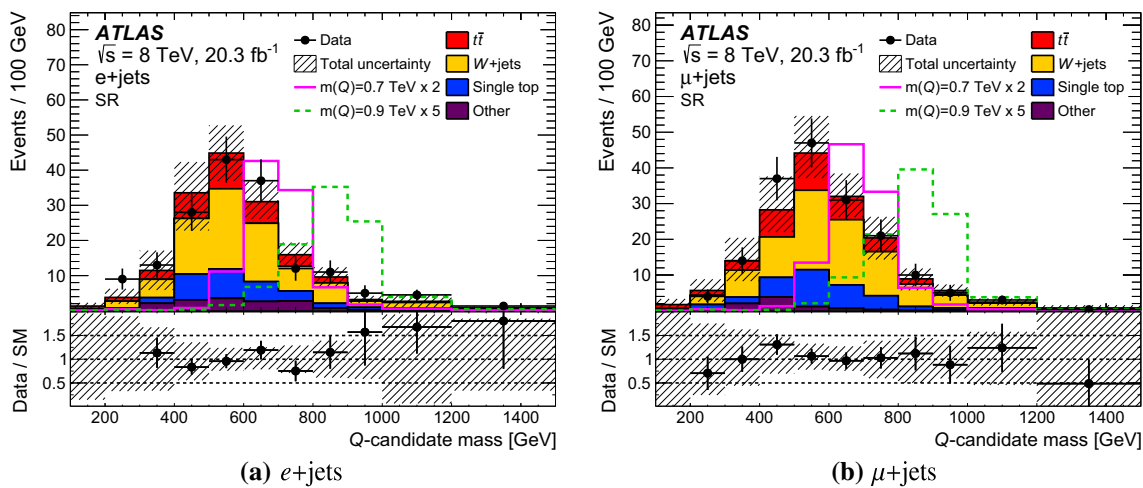 ATLAS
√s = 8 TeV, 20.3 fb⁻¹
e+jets
SR
Data
Total uncertainty
m(Q)=0.7 TeV x 2
m(Q)=0.9 TeV x 5
tt̄
W+jets
Single top
Other
Events / 100 GeV
80
70
60
50
40
30
20
10
Data / SM
1.5
1
0.5
200 400 600 800 1000 1200 1400
Q-candidate mass [GeV]
(a) e+jets
ATLAS
√s = 8 TeV, 20.3 fb⁻¹
μ+jets
SR
Data
Total uncertainty
m(Q)=0.7 TeV x 2
m(Q)=0.9 TeV x 5
tt̄
W+jets
Single top
Other
Events / 100 GeV
80
70
60
50
40
30
20
10
Data / SM
1.5
1
0.5
200 400 600 800 1000 1200 1400
Q-candidate mass [GeV]
(b) μ+jets